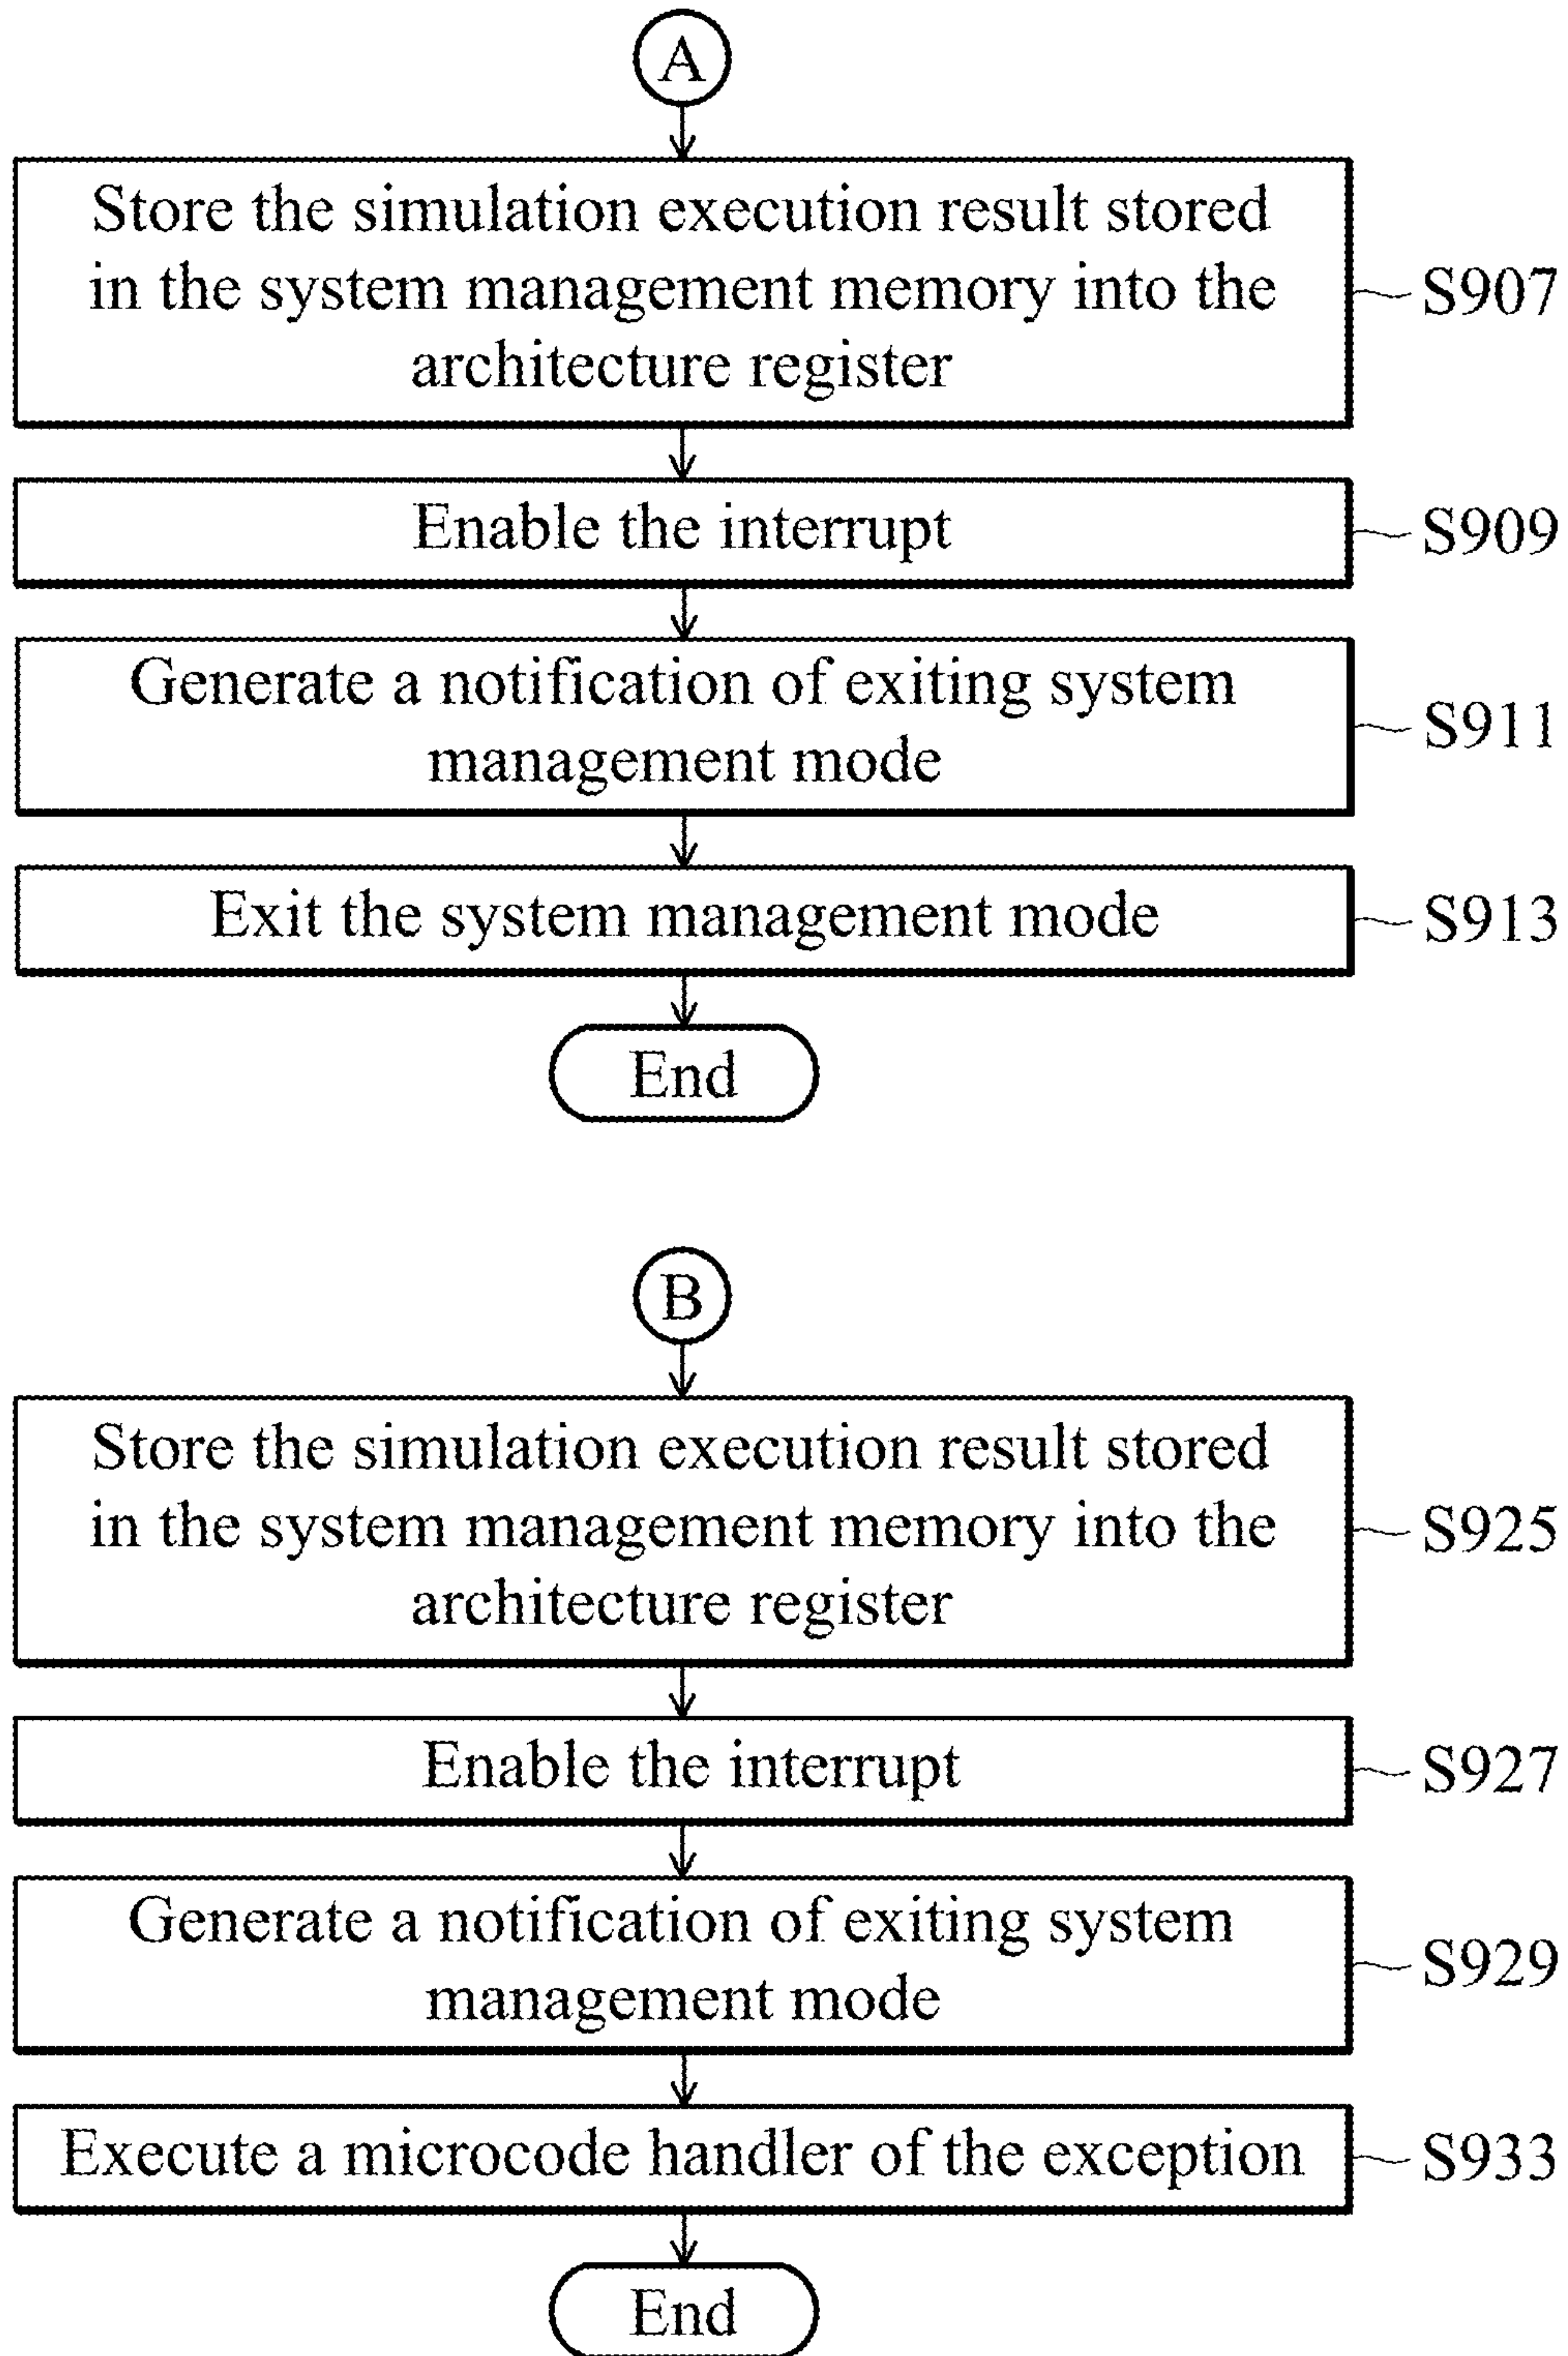 A
Store the simulation execution result stored
in the system management memory into the
architecture register
S907
Enable the interrupt
S909
Generate a notification of exiting system
management mode
S911
Exit the system management mode
S913
End
B
Store the simulation execution result stored
in the system management memory into the
architecture register
S925
Enable the interrupt
S927
Generate a notification of exiting system
management mode
S929
Execute a microcode handler of the exception
S933
End